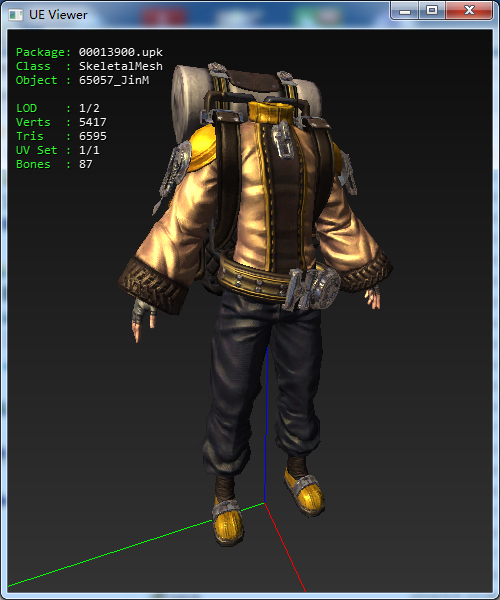 UE Viewer
Package: 00013900.upk
Class : SkeletalMesh
Object : 65057_JinM
LOD : 1/2
Verts : 5417
Tris : 6595
UV Set : 1/1
Bones : 87